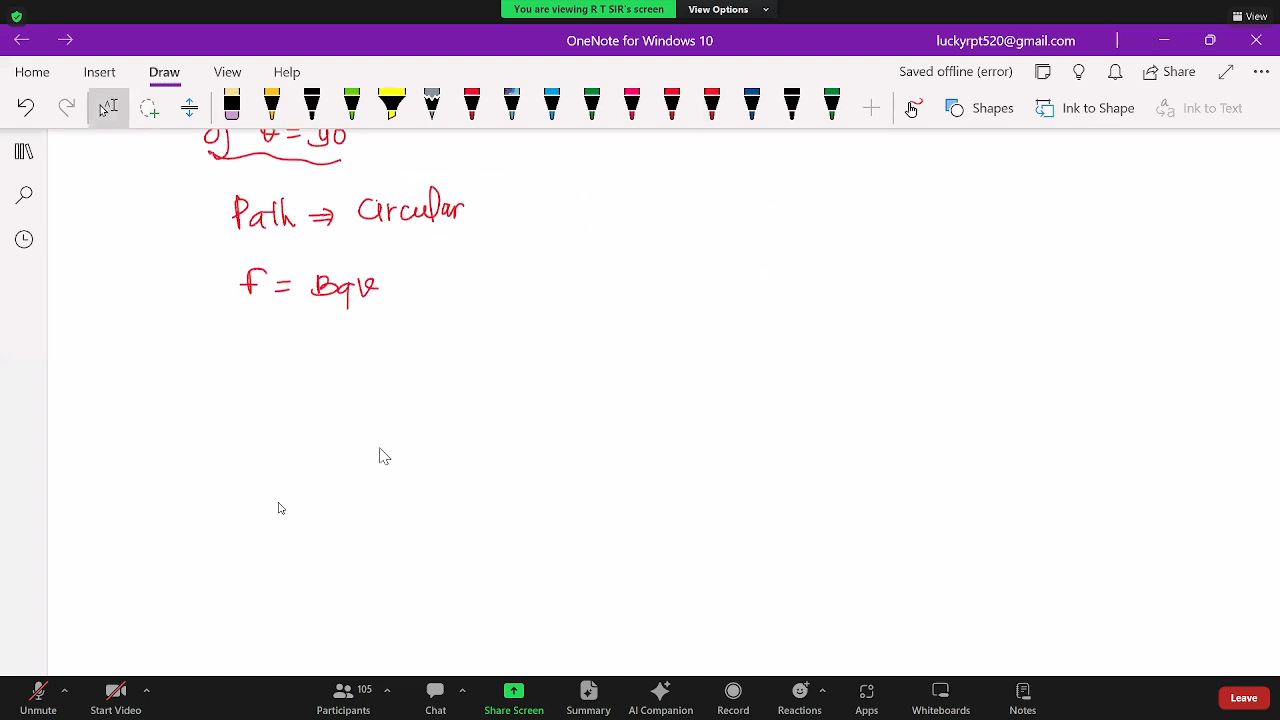 You are viewing R T SIR's screen
View Options
View
OneNote for Windows 10
luckyrpt520@gmail.com
Home
Insert
Draw
View
Help
Saved offline (error)
Share
Shapes
Ink to Shape
Ink to Text
Path ⇒ Circular
f = Bqv
Unmute
Start Video
Participants
105
Chat
Share Screen
Summary
AI Companion
Record
Reactions
Apps
Whiteboards
Notes
Leave